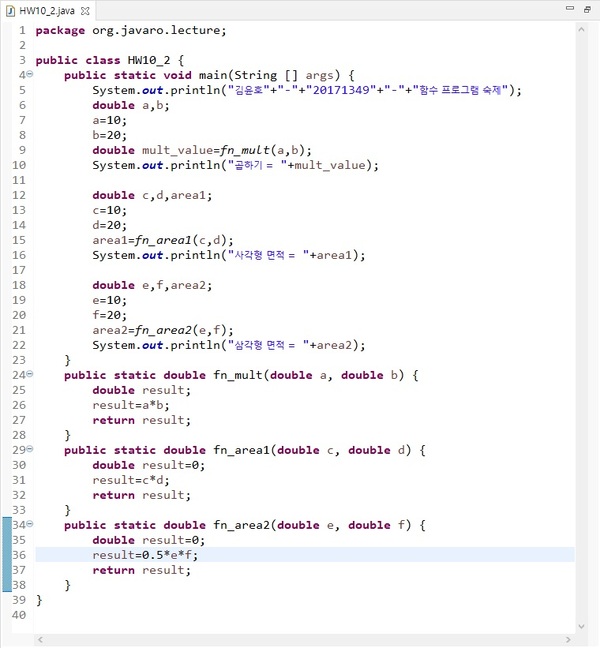 HW10_2.java
1 package org.javaro.lecture;
2
3 public class HW10_2 {
4     public static void main(String [] args) {
5         System.out.println("김윤호"+"-"+"20171349"+"-"+"함수 프로그램 숙제");
6         double a,b;
7         a=10;
8         b=20;
9         double mult_value=fn_mult(a,b);
10         System.out.println("곱하기 = "+mult_value);
11
12         double c,d,area1;
13         c=10;
14         d=20;
15         area1=fn_area1(c,d);
16         System.out.println("사각형 면적 = "+area1);
17
18         double e,f,area2;
19         e=10;
20         f=20;
21         area2=fn_area2(e,f);
22         System.out.println("삼각형 면적 = "+area2);
23     }
24     public static double fn_mult(double a, double b) {
25         double result;
26         result=a*b;
27         return result;
28     }
29     public static double fn_area1(double c, double d) {
30         double result=0;
31         result=c*d;
32         return result;
33     }
34     public static double fn_area2(double e, double f) {
35         double result=0;
36         result=0.5*e*f;
37         return result;
38     }
39 }
40